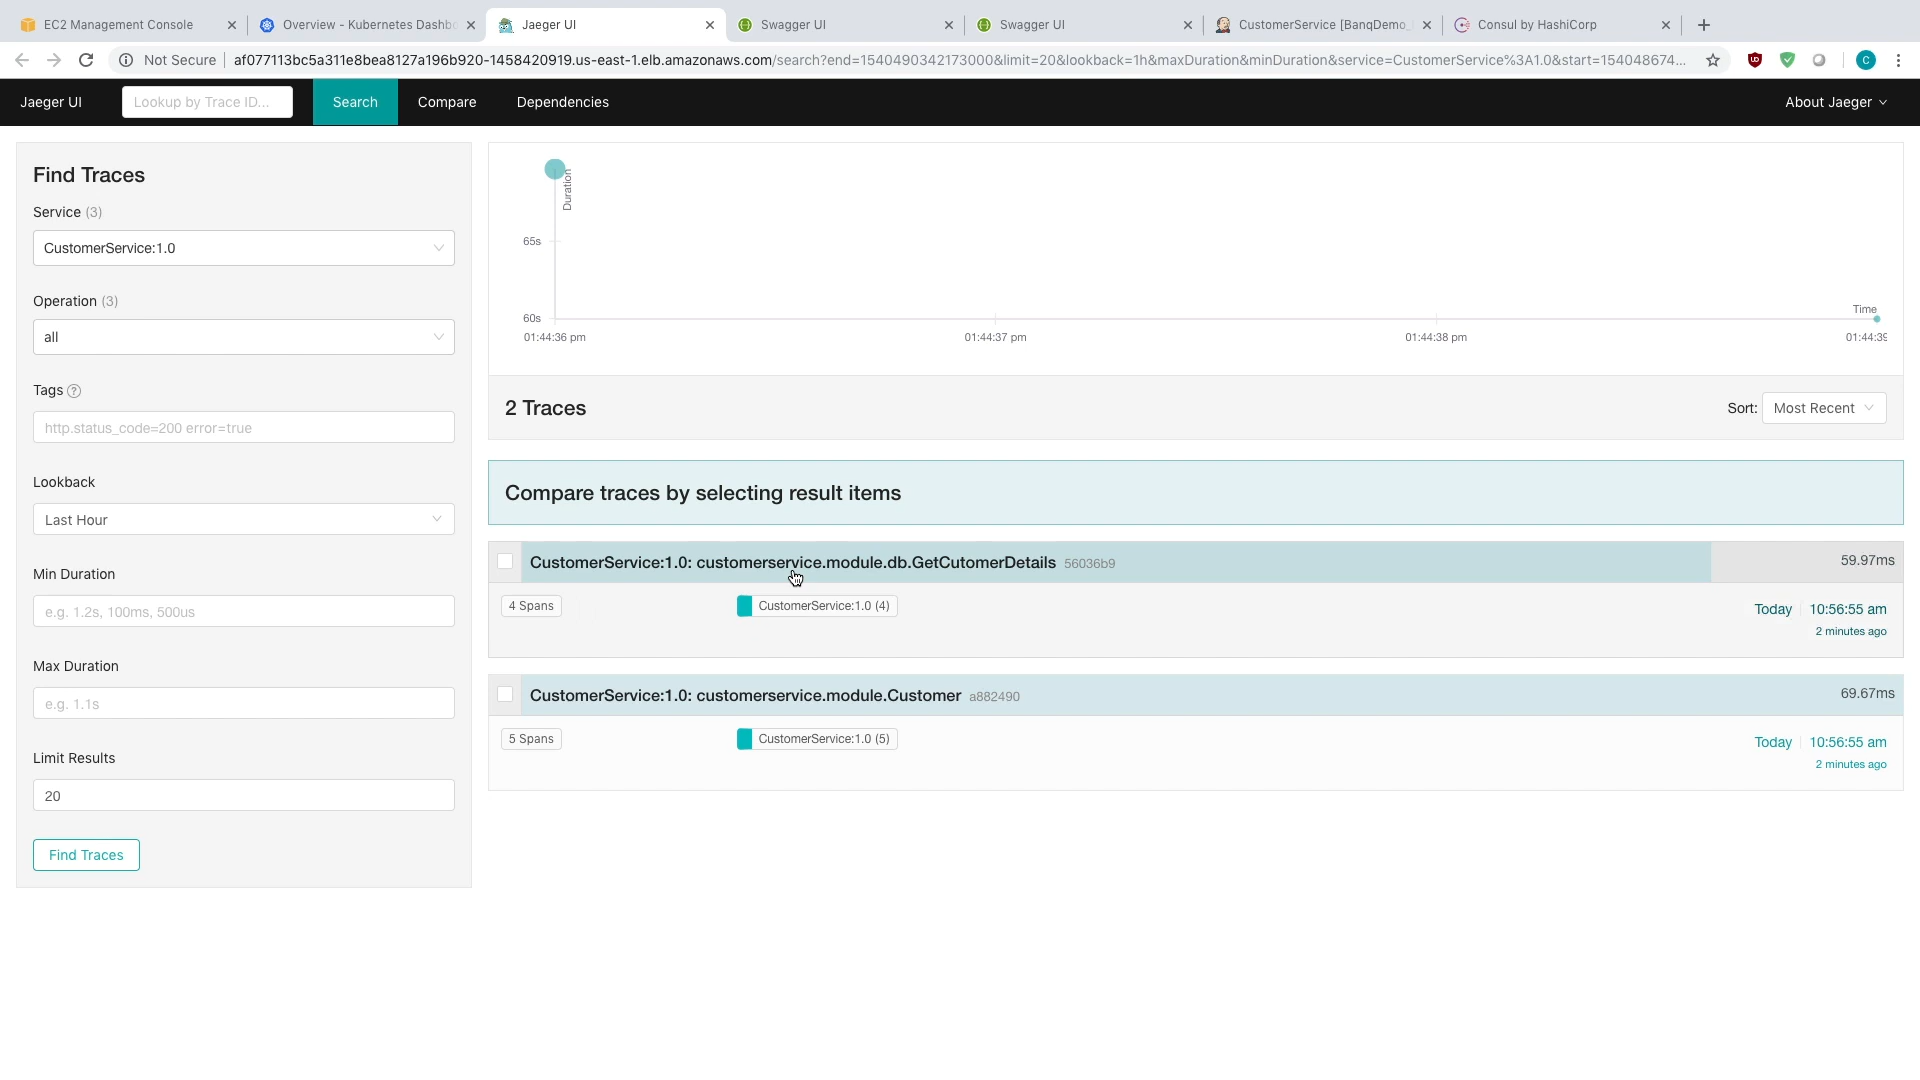 EC2 Management Console
Overview - Kubernetes Dashbo
Jaeger UI
Swagger UI
Swagger UI
CustomerService [BanqDemo_
Consul by HashiCorp
Not Secure
af077113bc5a311e8bea8127a196b920-1458420919.us-east-1.elb.amazonaws.com/search?end=1540490342173000&limit=20&lookback=1h&maxDuration&minDuration&service=CustomerService%3A1.0&start=154048674...
C
Jaeger UI
Lookup by Trace ID...
Search
Compare
Dependencies
About Jaeger
Find Traces
Service (3)
CustomerService:1.0
Operation (3)
all
Tags ?
http.status_code=200 error=true
Lookback
Last Hour
Min Duration
e.g. 1.2s, 100ms, 500us
Max Duration
e.g. 1.1s
Limit Results
20
Find Traces
Duration
65s
60s
Time
01:44:36 pm
01:44:37 pm
01:44:38 pm
01:44:39
2 Traces
Sort: Most Recent
Compare traces by selecting result items
CustomerService:1.0: customerservice.module.db.GetCutomerDetails 56036b9
59.97ms
4 Spans
CustomerService:1.0 (4)
Today 10:56:55 am
2 minutes ago
CustomerService:1.0: customerservice.module.Customer a882490
69.67ms
5 Spans
CustomerService:1.0 (5)
Today 10:56:55 am
2 minutes ago